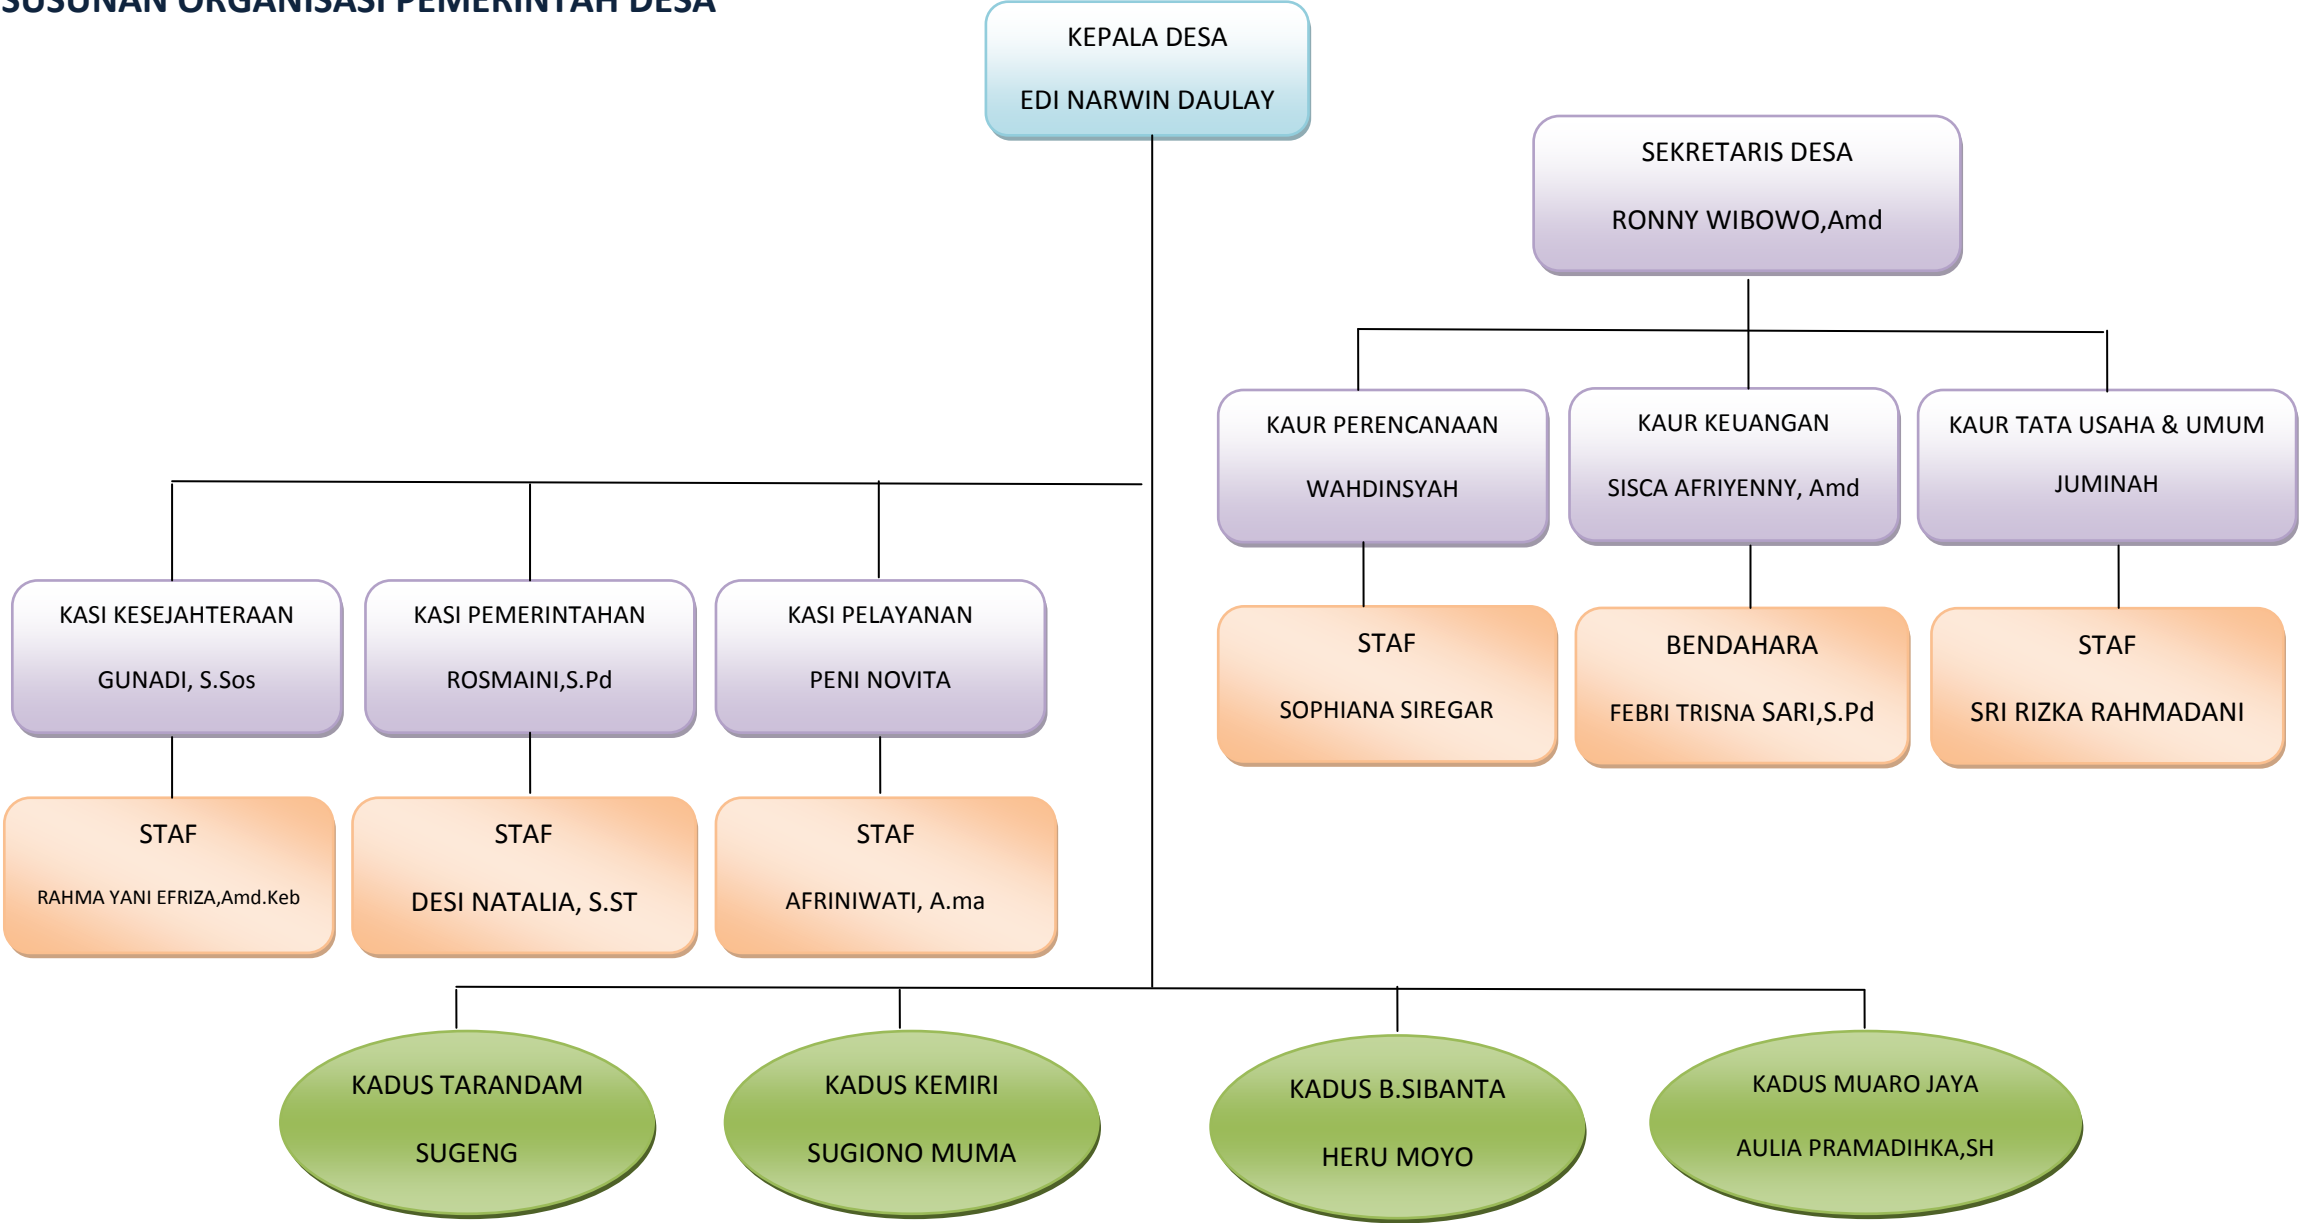 SUSUNAN ORGANISASI PEMERINTAH DESA
KEPALA DESA
EDI NARWIN DAULAY
SEKRETARIS DESA
RONNY WIBOWO,Amd
KAUR PERENCANAAN
WAHDINSYAH
KAUR KEUANGAN
SISCA AFRIYENNY, Amd
KAUR TATA USAHA & UMUM
JUMINAH
KASI KESEJAHTERAAN
GUNADI, S.Sos
KASI PEMERINTAHAN
ROSMAINI,S.Pd
KASI PELAYANAN
PENI NOVITA
STAF
SOPHIANA SIREGAR
BENDAHARA
FEBRI TRISNA SARI,S.Pd
STAF
SRI RIZKA RAHMADANI
STAF
RAHMA YANI EFRIZA,Amd.Keb
STAF
DESI NATALIA, S.ST
STAF
AFRINIWATI, A.ma
KADUS TARANDAM
SUGENG
KADUS KEMIRI
SUGIONO MUMA
KADUS B.SIBANTA
HERU MOYO
KADUS MUARO JAYA
AULIA PRAMADIHKA,SH